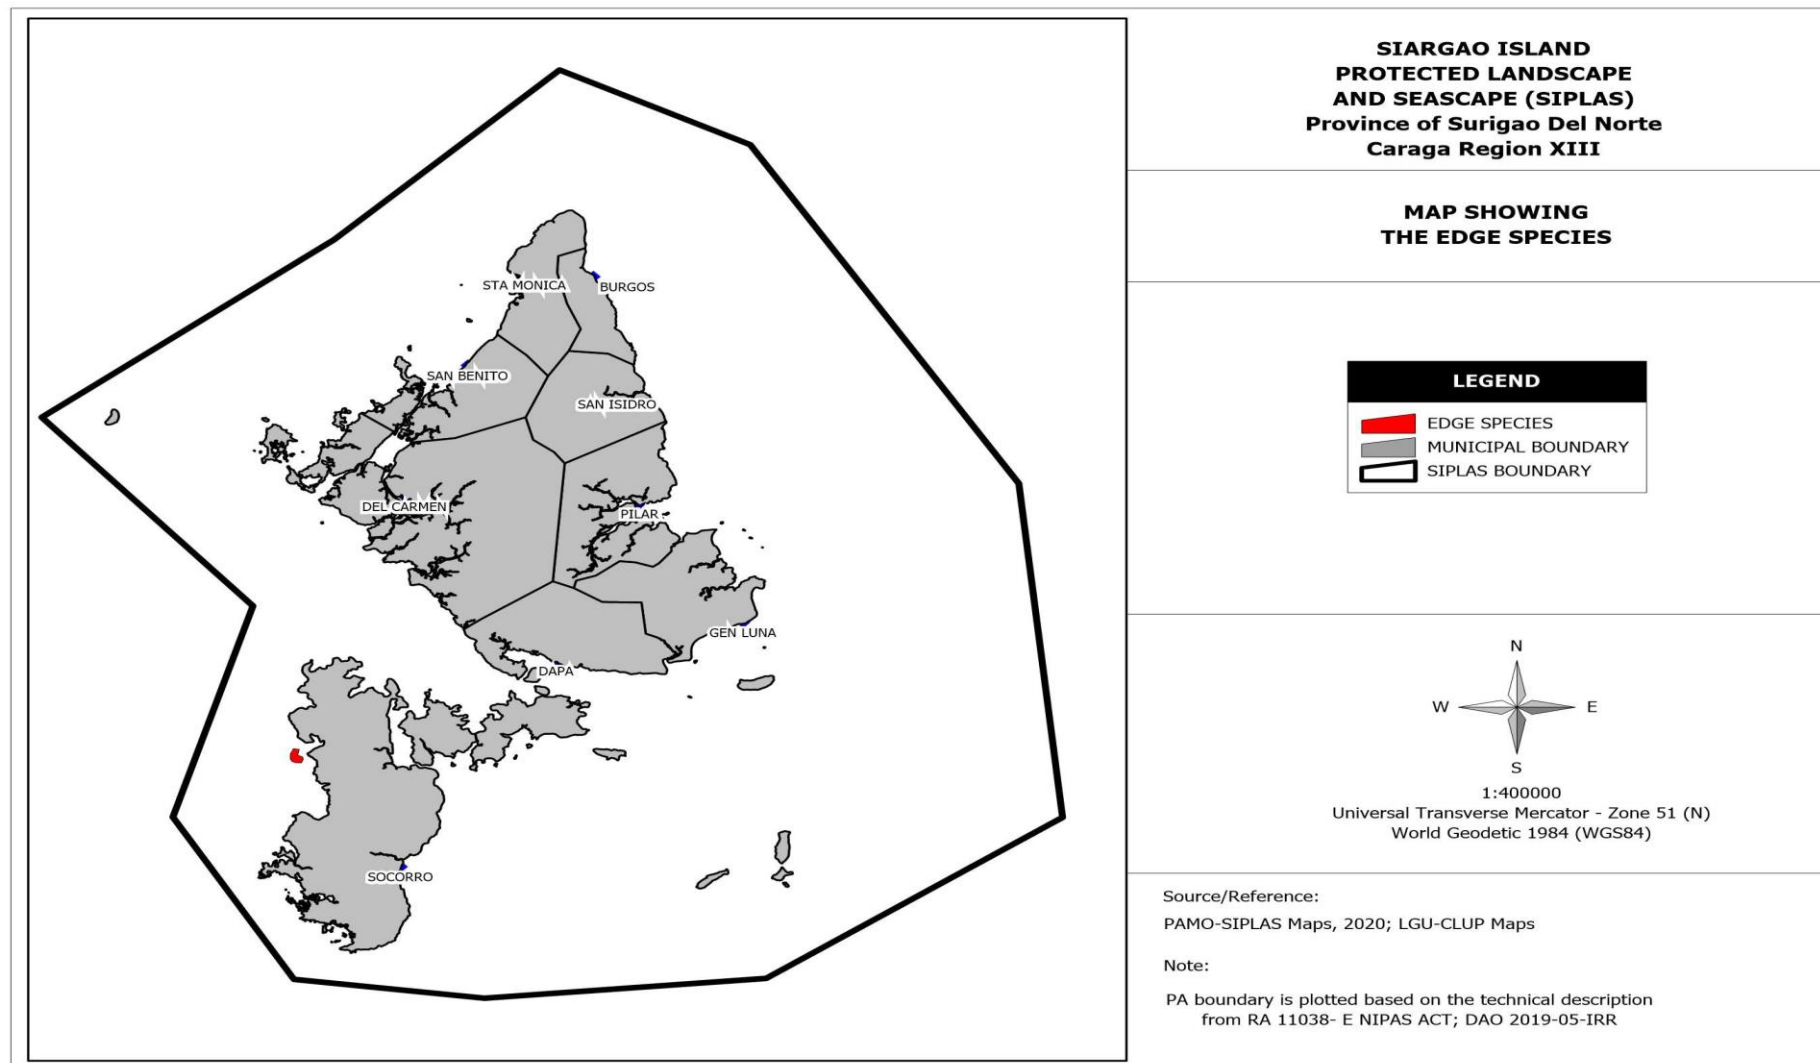 SIARGAO ISLAND
PROTECTED LANDSCAPE
AND SEASCAPE (SIPLAS)
Province of Surigao Del Norte
Caraga Region XIII
MAP SHOWING
THE EDGE SPECIES
LEGEND
EDGE SPECIES
MUNICIPAL BOUNDARY
SIPLAS BOUNDARY
N
W
E
S
1:400000
Universal Transverse Mercator - Zone 51 (N)
World Geodetic 1984 (WGS84)
Source/Reference:
PAMO-SIPLAS Maps, 2020; LGU-CLUP Maps
Note:
PA boundary is plotted based on the technical description
from RA 11038- E NIPAS ACT; DAO 2019-05-IRR
STA MONICA
BURGOS
SAN BENITO
SAN ISIDRO
DEL CARMEN
PILAR
GEN LUNA
DAPA
SOCORRO